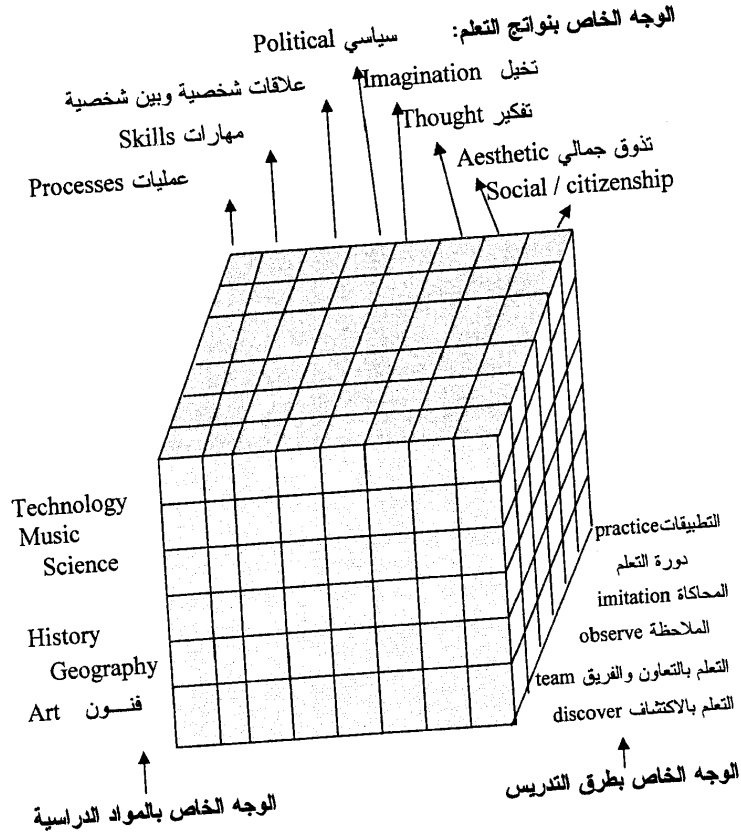 الوجه الخاص بنواتج التعلم:
سياسي Political
تخيل Imagination
علاقات شخصية وبين شخصية
تفكير Thought
مهارات Skills
تذوق جمالي Aesthetic
عمليات Processes
Social / citizenship
Technology
Music
Science
History
Geography
فنـــون Art
الوجه الخاص بالمواد الدراسية
التطبيقات practice
دورة التعلم
المحاكاة imitation
الملاحظة observe
التعلم بالتعاون والفريق team
التعلم بالاكتشاف discover
الوجه الخاص بطرق التدريس